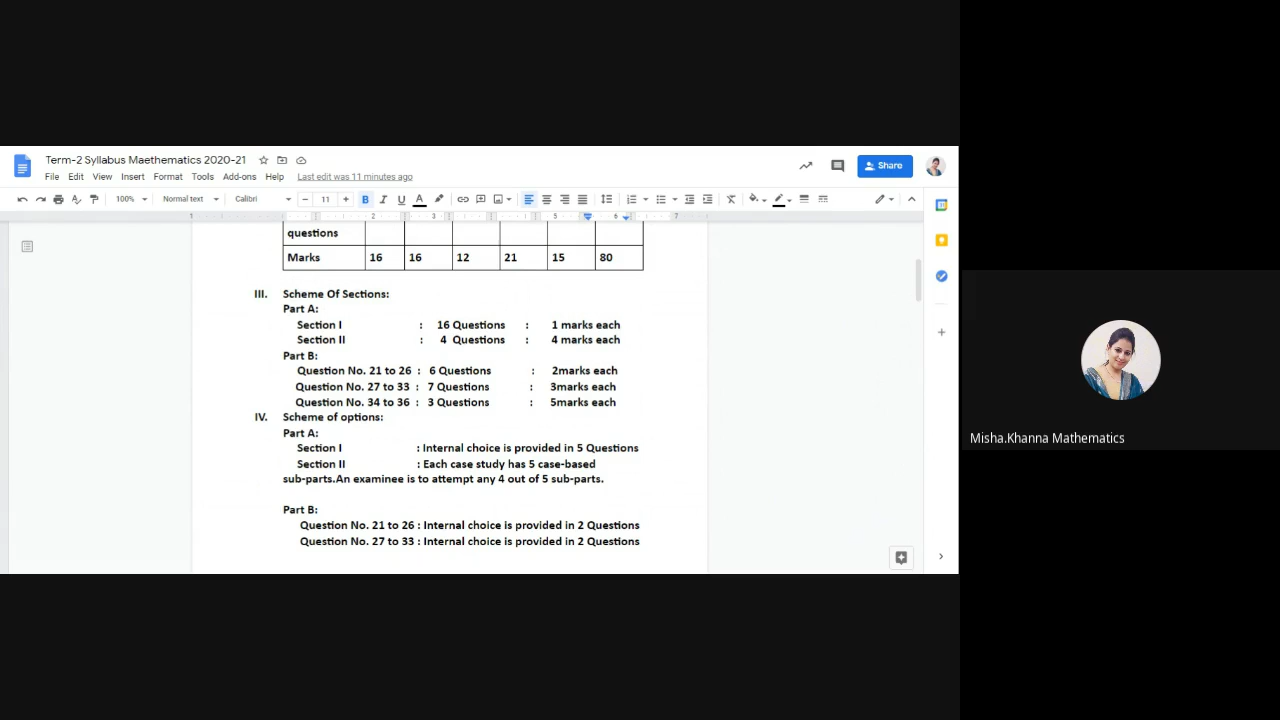 Term-2 Syllabus Maethematics 2020-21
File Edit View Insert Format Tools Add-ons Help Last edit was 11 minutes ago
Share
100% Normal text Calibri 11 B I U A
1 2 3 4 5 6 7
questions
Marks 16 16 12 21 15 80
III. Scheme Of Sections:
Part A:
Section I : 16 Questions : 1 marks each
Section II : 4 Questions : 4 marks each
Part B:
Question No. 21 to 26 : 6 Questions : 2marks each
Question No. 27 to 33 : 7 Questions : 3marks each
Question No. 34 to 36 : 3 Questions : 5marks each
IV. Scheme of options:
Part A:
Section I : Internal choice is provided in 5 Questions
Section II : Each case study has 5 case-based
sub-parts.An examinee is to attempt any 4 out of 5 sub-parts.
Part B:
Question No. 21 to 26 : Internal choice is provided in 2 Questions
Question No. 27 to 33 : Internal choice is provided in 2 Questions
Misha.Khanna Mathematics